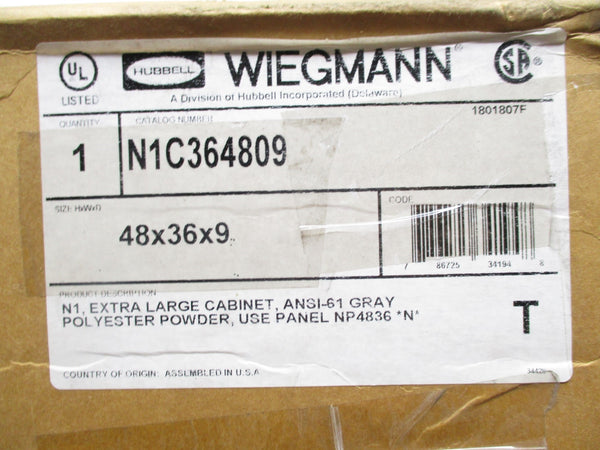 UL
LISTED
HUBBELL
WIEGMANN
A Division of Hubbell Incorporated (Delaware)
SA
1801807F
QUANTITY
CATALOG NUMBER
1
N1C364809
SIZE HxWxD
CODE
48x36x9
7 86725 34194 8
PRODUCT DESCRIPTION
N1, EXTRA LARGE CABINET, ANSI-61 GRAY
POLYESTER POWDER, USE PANEL NP4836 *N*
T
COUNTRY OF ORIGIN: ASSEMBLED IN U.S.A.